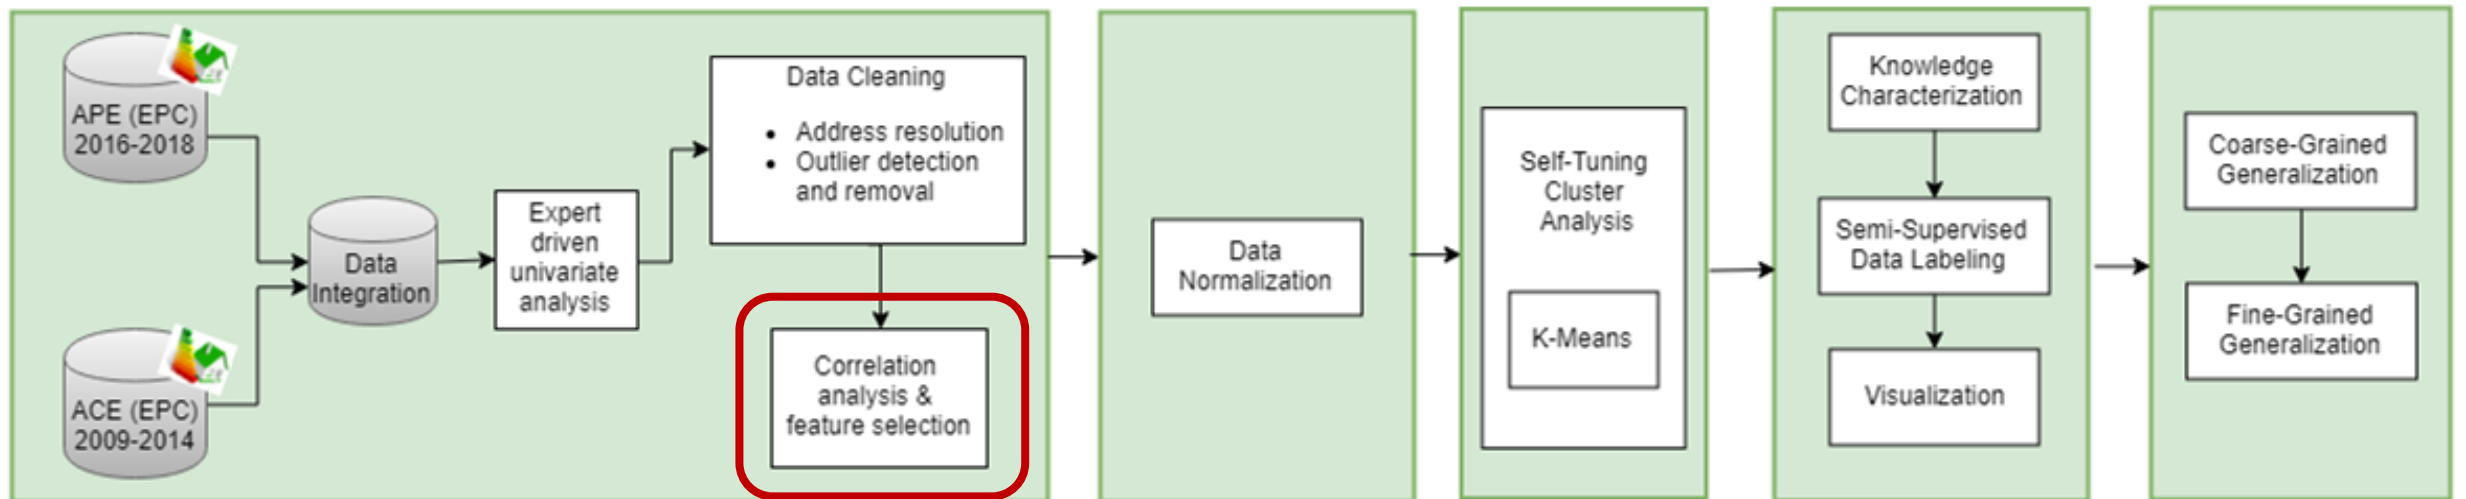 APE (EPC)
2016-2018
ACE (EPC)
2009-2014
Data
Integration
Expert
driven
univariate
analysis
Data Cleaning
• Address resolution
• Outlier detection
and removal
Correlation
analysis &
feature selection
Data
Normalization
Self-Tuning
Cluster
Analysis
K-Means
Knowledge
Characterization
Semi-Supervised
Data Labeling
Visualization
Coarse-Grained
Generalization
Fine-Grained
Generalization